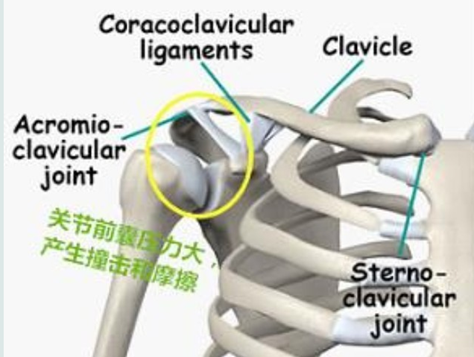 Coracoclavicular
ligaments
Clavicle
Acromio-
clavicular
joint
关节前囊压力大，
产生撞击和摩擦
Sterno-
clavicular
joint